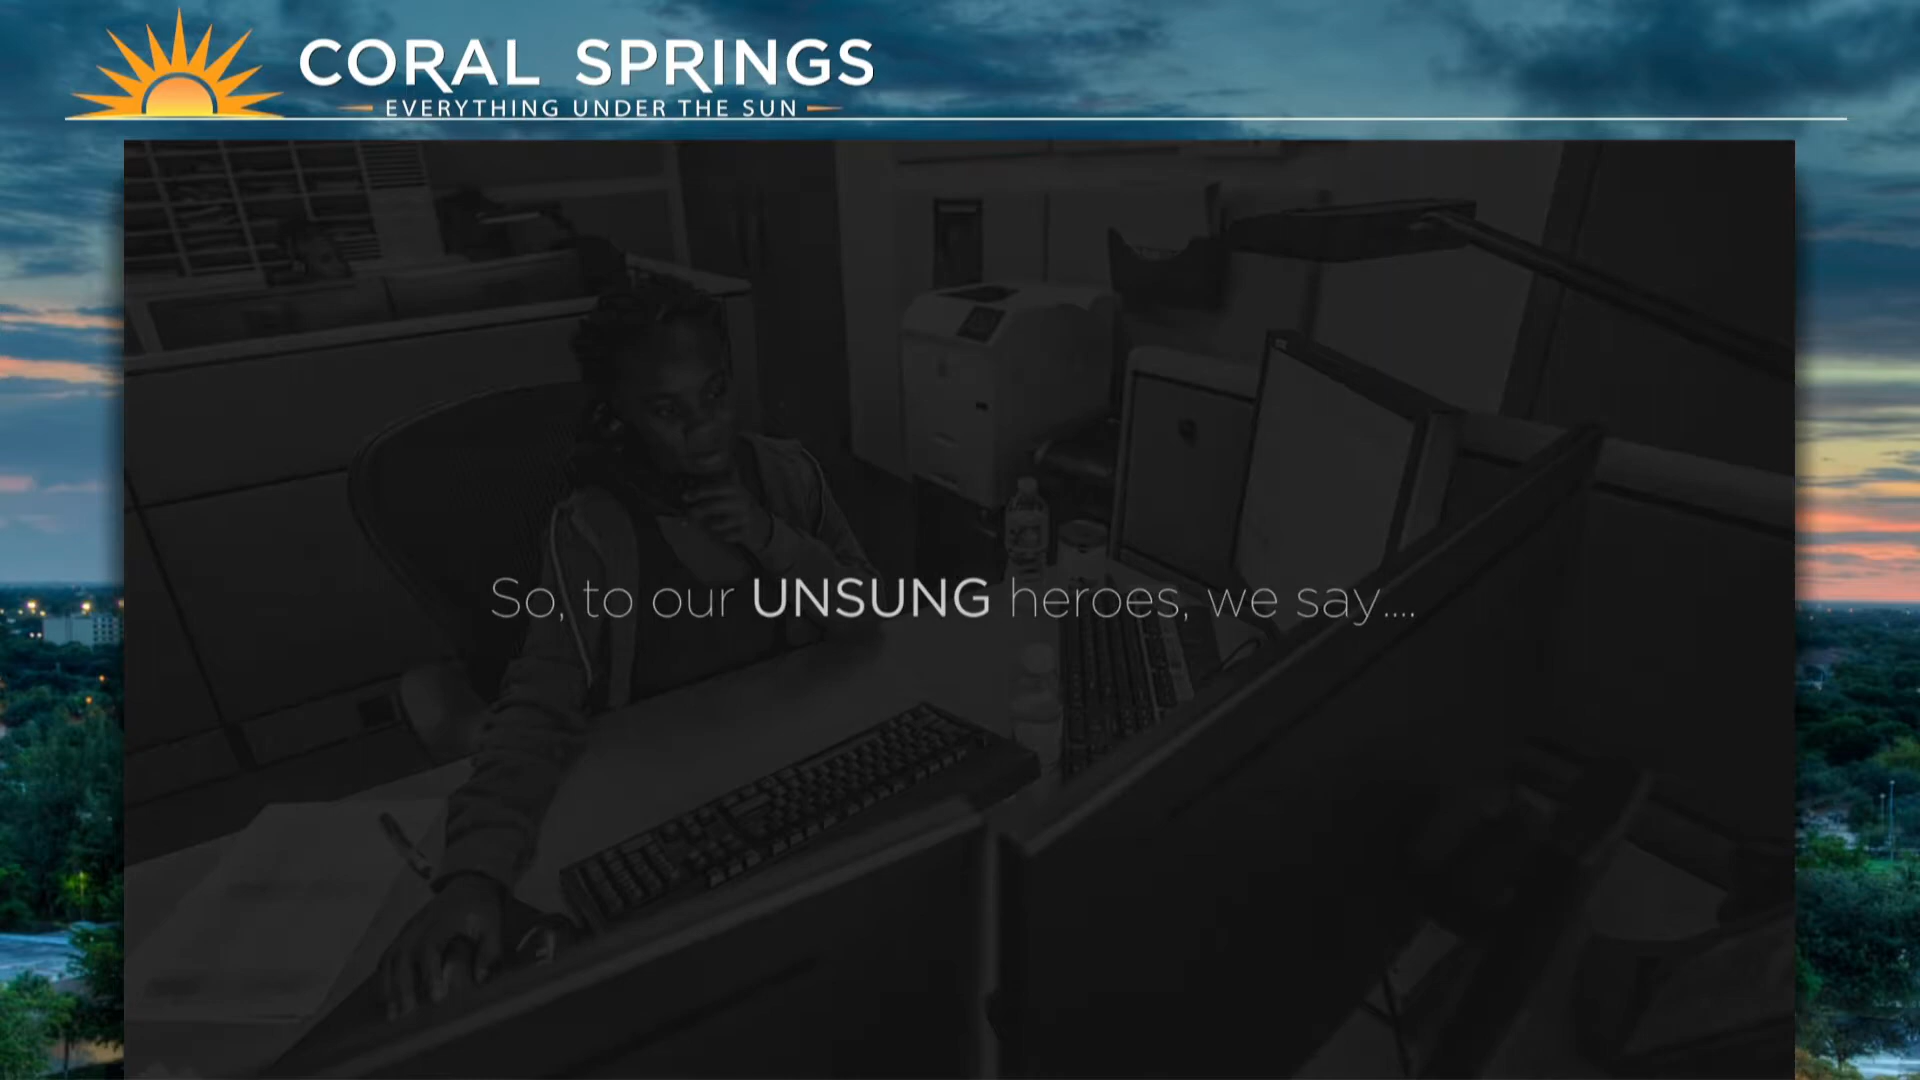 CORAL SPRINGS
EVERYTHING UNDER THE SUN
So, to our UNSUNG heroes, we say....